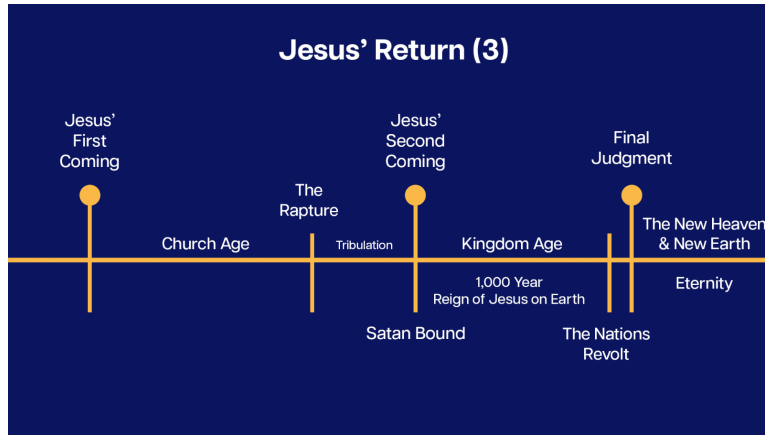 Jesus' Return (3)
Jesus'
First
Coming
Jesus'
Second
Coming
Final
Judgment
The
Rapture
The New Heaven
& New Earth
Church Age
Tribulation
Kingdom Age
1,000 Year
Reign of Jesus on Earth
Eternity
Satan Bound
The Nations
Revolt